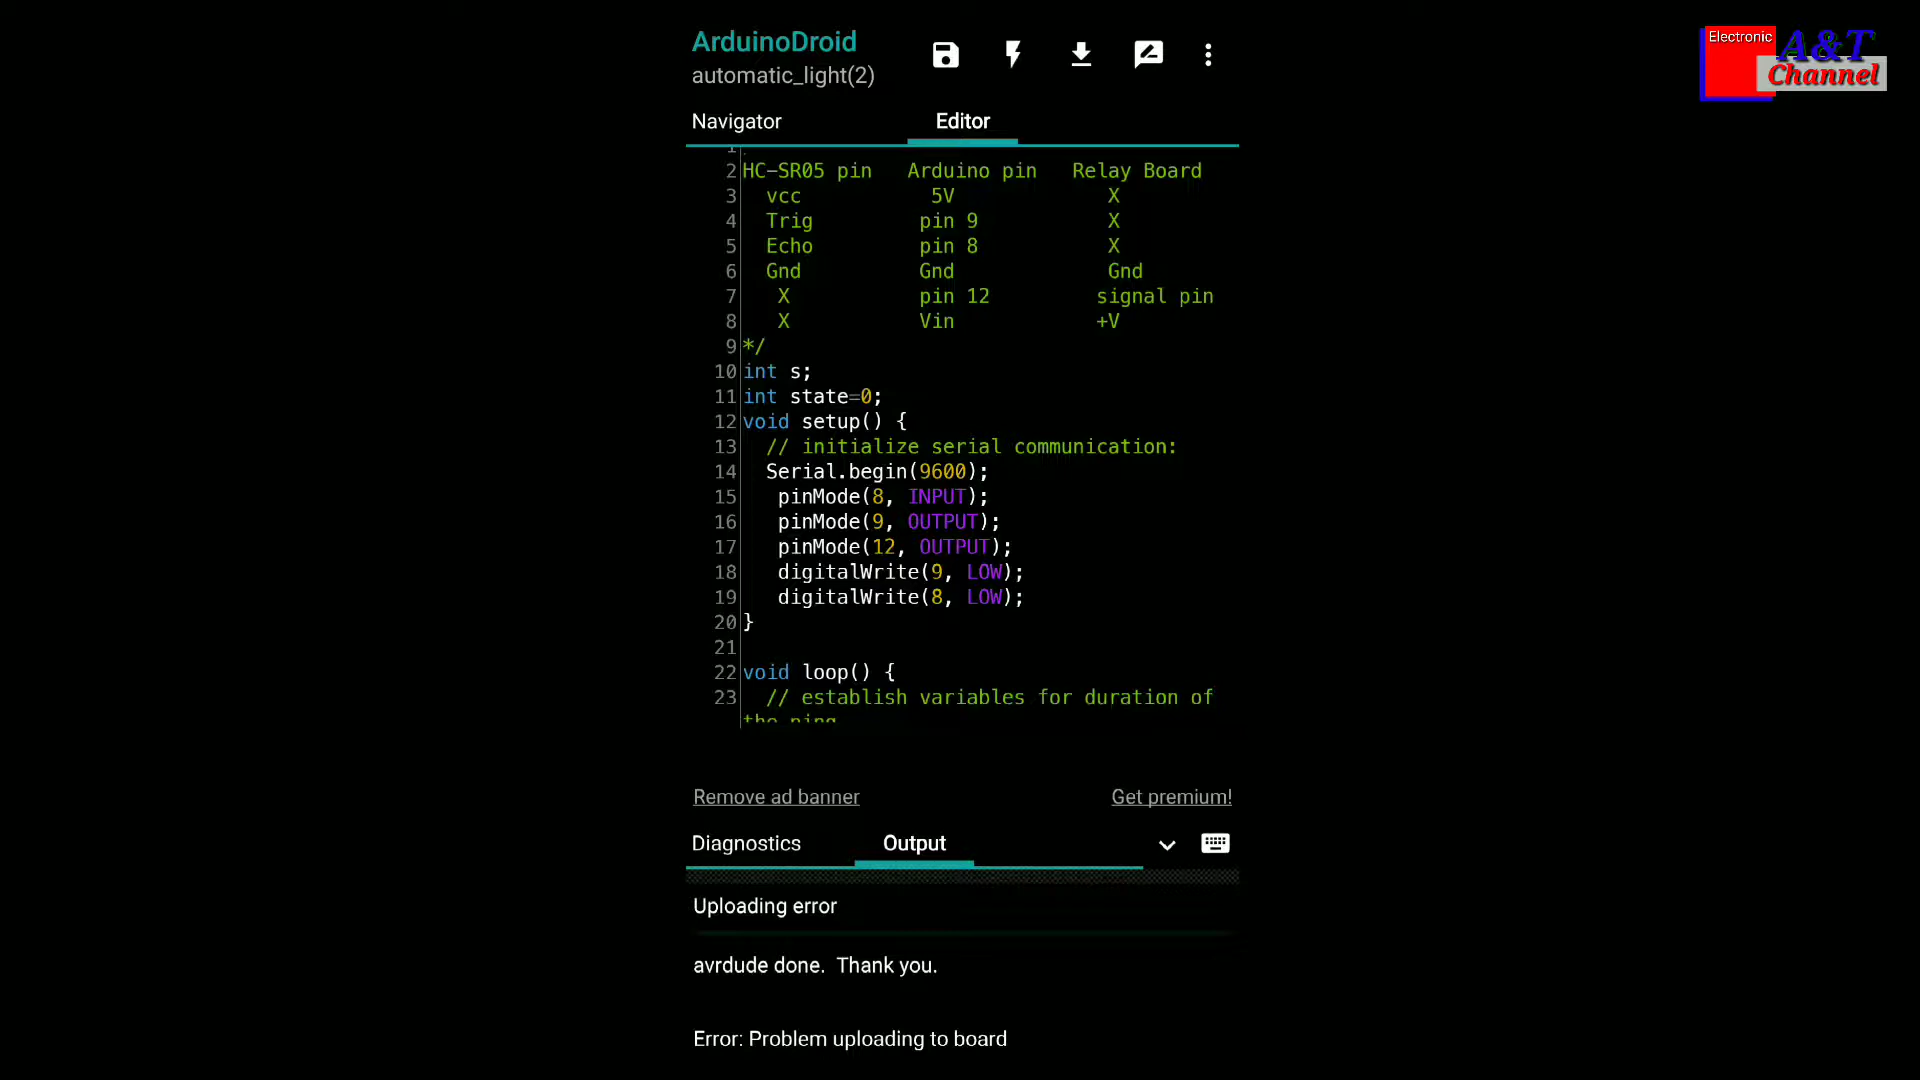 ArduinoDroid
automatic_light(2)
Electronic
A&T
Channel
Navigator
Editor
1
2 HC-SR05 pin   Arduino pin   Relay Board
3   vcc           5V             X
4   Trig         pin 9           X
5   Echo         pin 8           X
6   Gnd          Gnd             Gnd
7    X           pin 12         signal pin
8    X           Vin            +V
9 */
10 int s;
11 int state=0;
12 void setup() {
13   // initialize serial communication:
14   Serial.begin(9600);
15    pinMode(8, INPUT);
16    pinMode(9, OUTPUT);
17    pinMode(12, OUTPUT);
18    digitalWrite(9, LOW);
19    digitalWrite(8, LOW);
20 }
21
22 void loop() {
23   // establish variables for duration of
the ping
Remove ad banner
Get premium!
Diagnostics
Output
Uploading error
avrdude done.  Thank you.
Error: Problem uploading to board